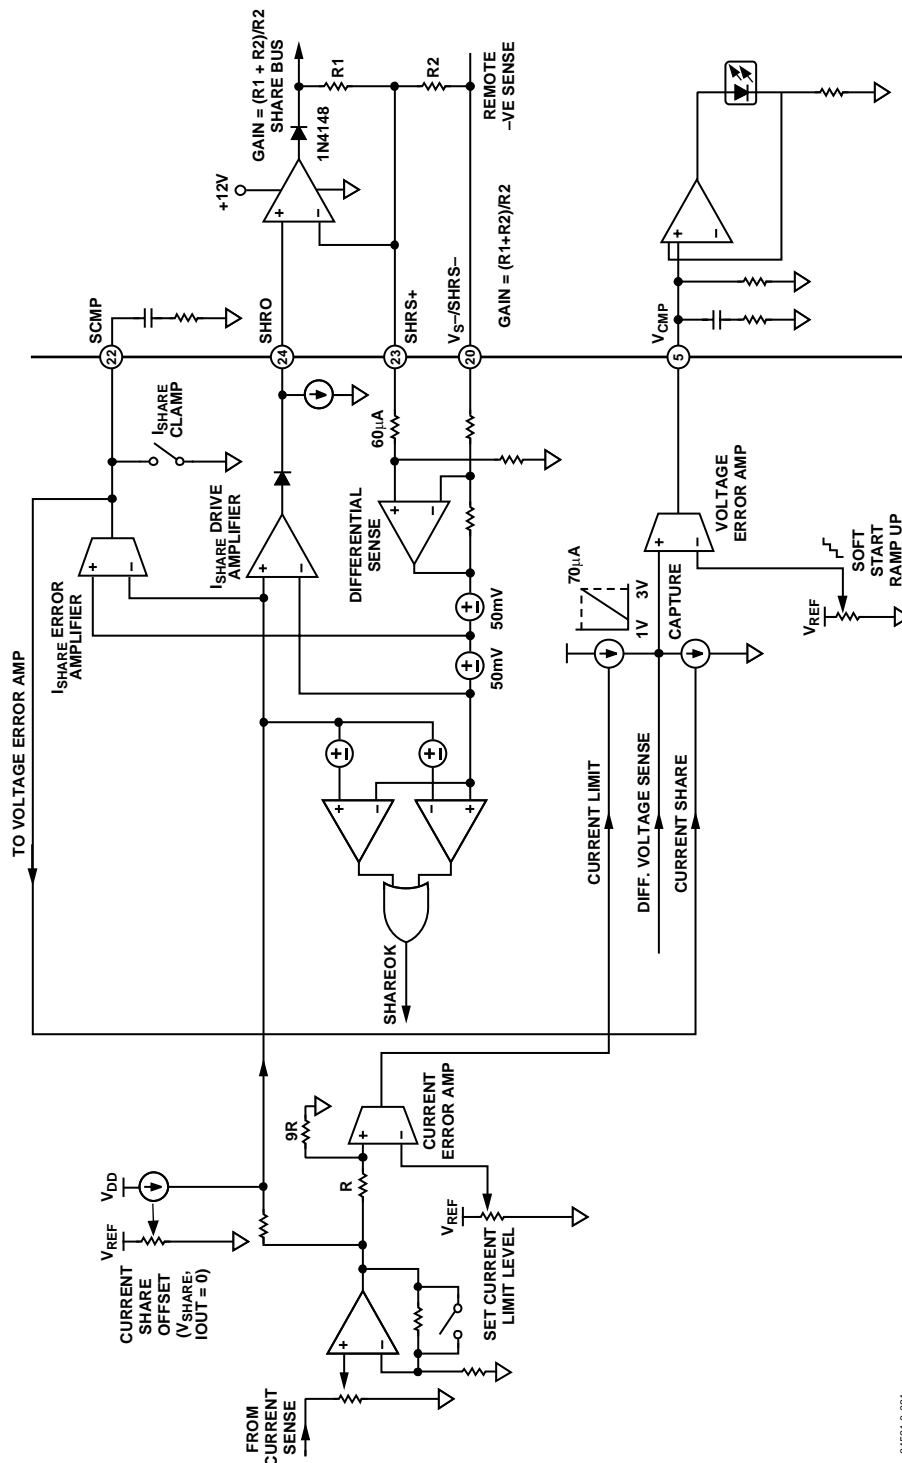 GAIN = (R1 + R2)/R2
SHARE BUS
1N4148
+12V
R1
R2
REMOTE
–VE SENSE
GAIN = (R1+R2)/R2
SCMP
SHRO
SHRS+
VS–/SHRS–
VCMP
22
24
23
20
5
ISHARE
CLAMP
60µA
+
–
+
–
ISHARE ERROR
AMPLIFIER
+
–
ISHARE DRIVE
AMPLIFIER
+
–
DIFFERENTIAL
SENSE
+
–
50mV
50mV
70µA
1V
3V
CAPTURE
+
–
VOLTAGE
ERROR AMP
VREF
SOFT
START
RAMP UP
TO VOLTAGE ERROR AMP
+
–
–
+
SHAREOK
CURRENT LIMIT
DIFF. VOLTAGE SENSE
CURRENT SHARE
VDD
VREF
CURRENT
SHARE
OFFSET
(VSHARE,
IOUT = 0)
9R
R
+
–
CURRENT
ERROR AMP
VREF
SET CURRENT
LIMIT LEVEL
+
–
FROM
CURRENT
SENSE